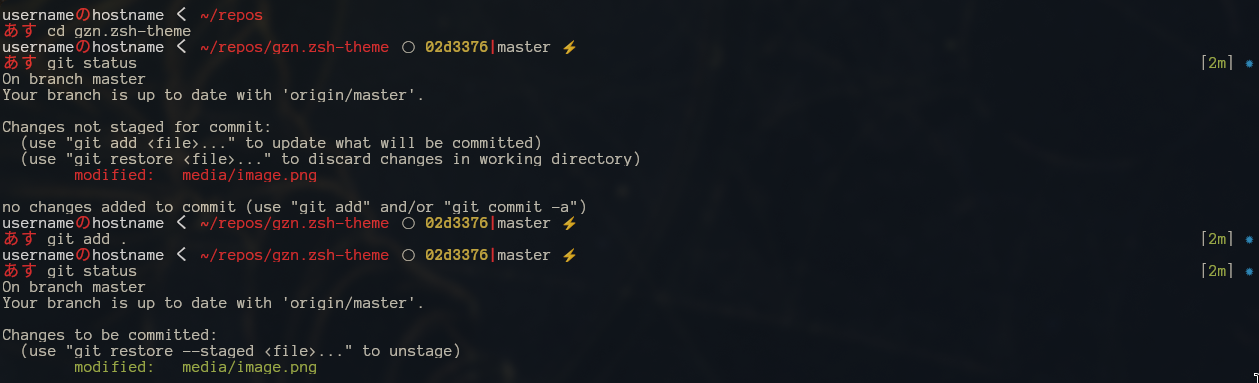 usernameのhostname < ~/repos
あす cd gzn.zsh-theme
usernameのhostname < ~/repos/gzn.zsh-theme ○ 02d3376|master ⚡
あす git status [2m] ✹
On branch master
Your branch is up to date with 'origin/master'.
Changes not staged for commit:
(use "git add <file>..." to update what will be committed)
(use "git restore <file>..." to discard changes in working directory)
modified: media/image.png
no changes added to commit (use "git add" and/or "git commit -a")
usernameのhostname < ~/repos/gzn.zsh-theme ○ 02d3376|master ⚡
あす git add . [2m] ✹
usernameのhostname < ~/repos/gzn.zsh-theme ○ 02d3376|master ⚡
あす git status [2m] ✹
On branch master
Your branch is up to date with 'origin/master'.
Changes to be committed:
(use "git restore --staged <file>..." to unstage)
modified: media/image.png